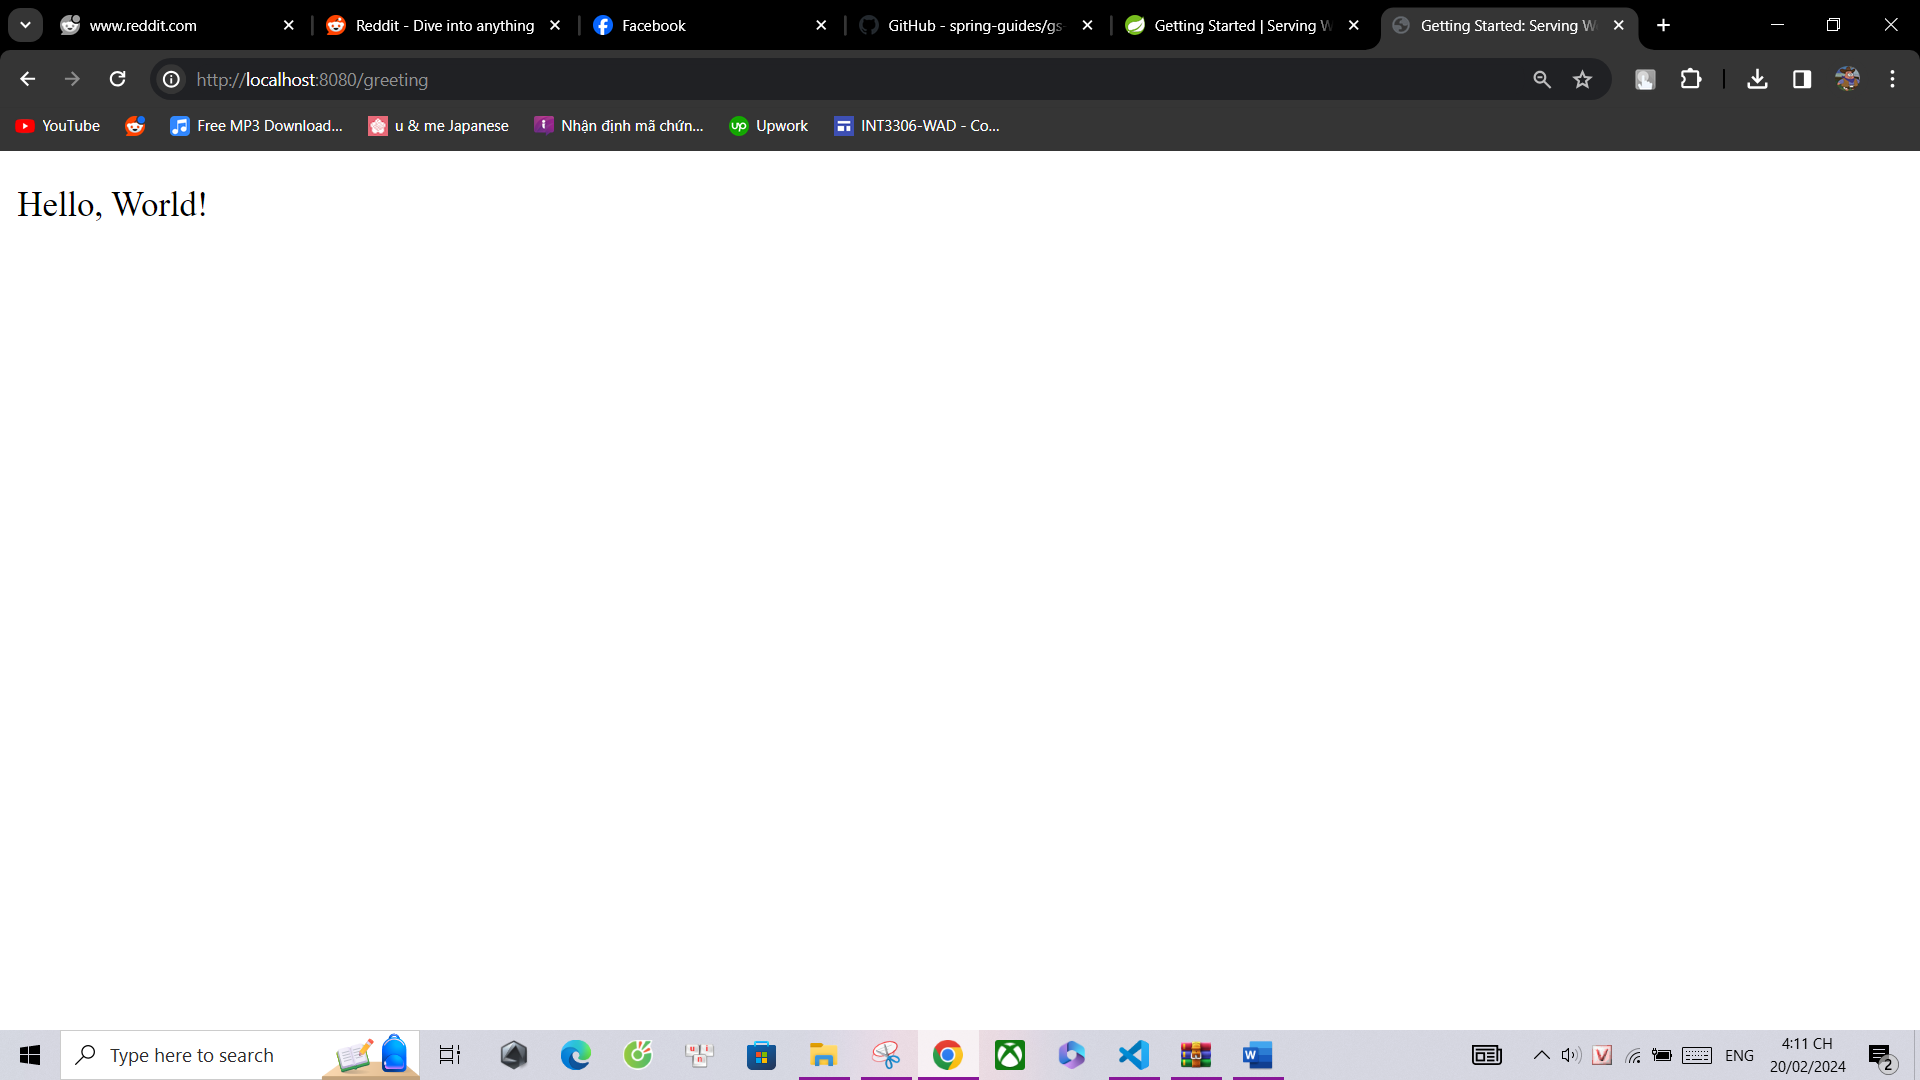 www.reddit.com
Reddit - Dive into anything
Facebook
GitHub - spring-guides/gs-
Getting Started | Serving W
Getting Started: Serving W
http://localhost:8080/greeting
YouTube
Free MP3 Download...
u & me Japanese
Nhận định mã chứn...
Upwork
INT3306-WAD - Co...
Hello, World!
Type here to search
ENG
4:11 CH
20/02/2024
2